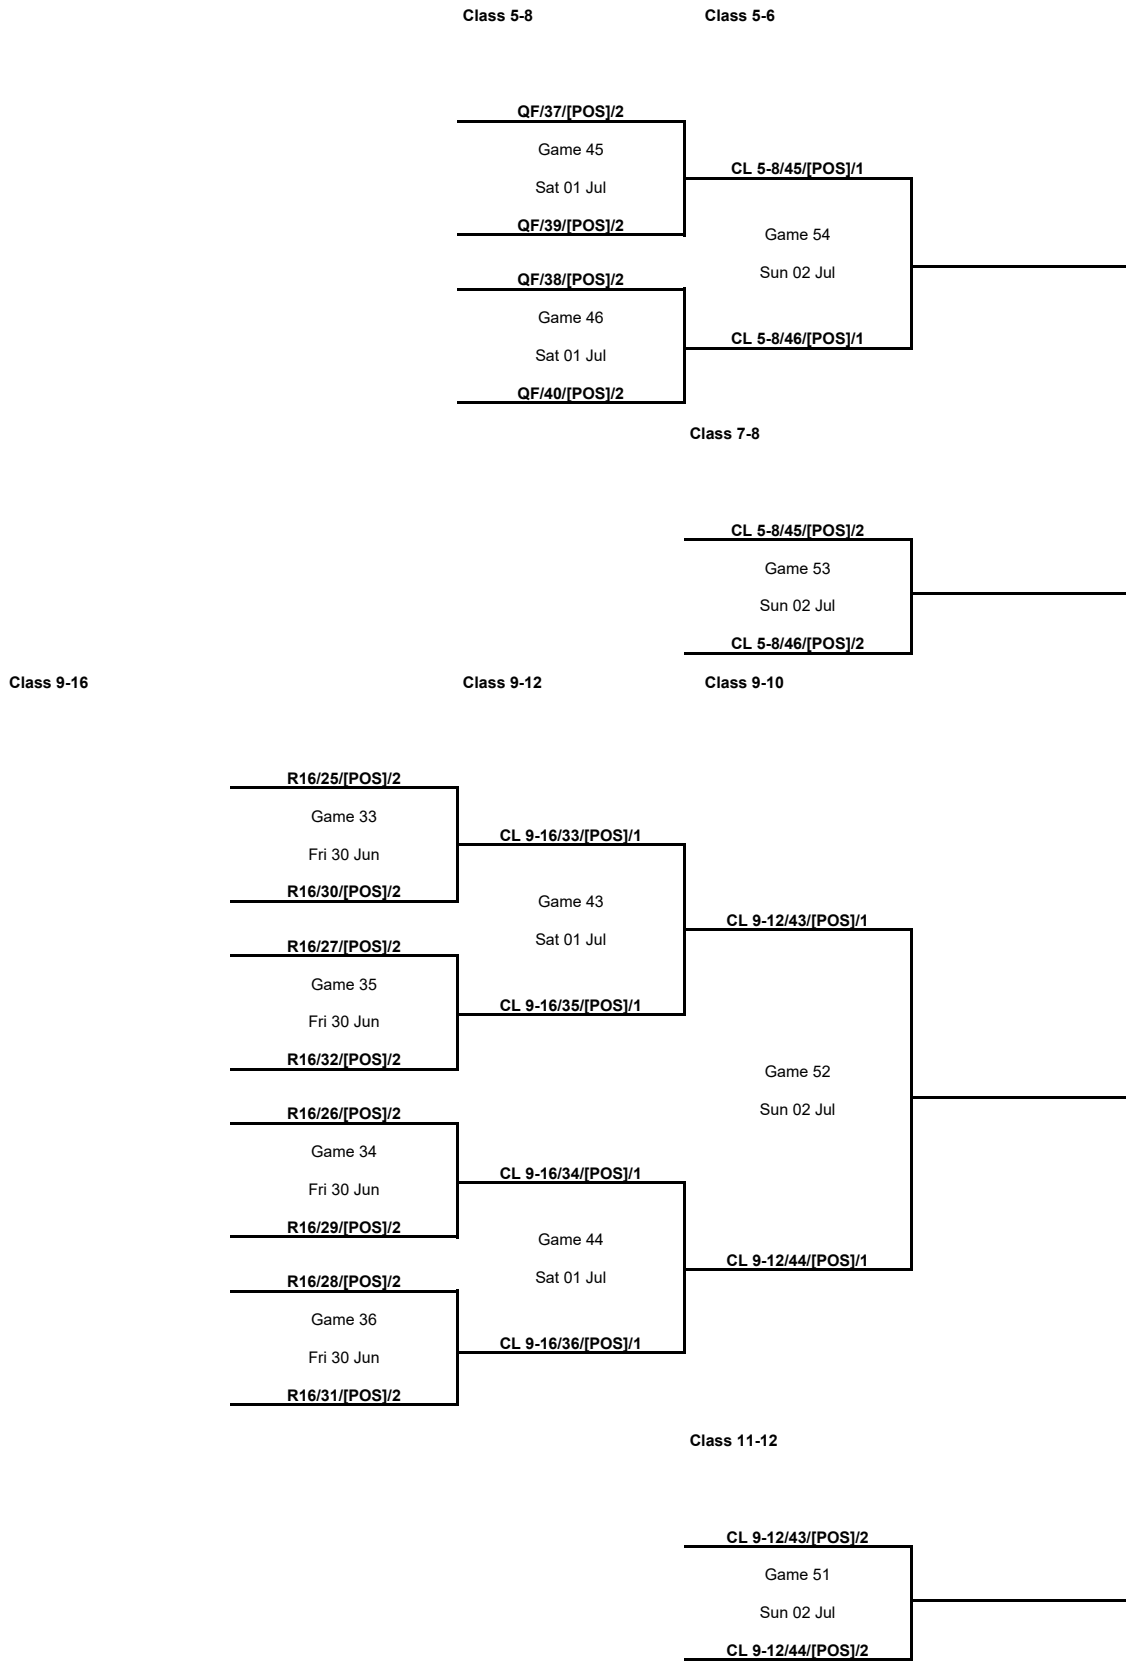 Class 5-8
Class 5-6
QF/37/[POS]/2
Game 45
CL 5-8/45/[POS]/1
Sat 01 Jul
QF/39/[POS]/2
Game 54
Sun 02 Jul
QF/38/[POS]/2
Game 46
CL 5-8/46/[POS]/1
Sat 01 Jul
QF/40/[POS]/2
Class 7-8
CL 5-8/45/[POS]/2
Game 53
Sun 02 Jul
CL 5-8/46/[POS]/2
Class 9-16
Class 9-12
Class 9-10
R16/25/[POS]/2
Game 33
CL 9-16/33/[POS]/1
Fri 30 Jun
R16/30/[POS]/2
Game 43
CL 9-12/43/[POS]/1
Sat 01 Jul
R16/27/[POS]/2
Game 35
CL 9-16/35/[POS]/1
Fri 30 Jun
R16/32/[POS]/2
Game 52
Sun 02 Jul
R16/26/[POS]/2
Game 34
CL 9-16/34/[POS]/1
Fri 30 Jun
R16/29/[POS]/2
Game 44
CL 9-12/44/[POS]/1
Sat 01 Jul
R16/28/[POS]/2
Game 36
CL 9-16/36/[POS]/1
Fri 30 Jun
R16/31/[POS]/2
Class 11-12
CL 9-12/43/[POS]/2
Game 51
Sun 02 Jul
CL 9-12/44/[POS]/2